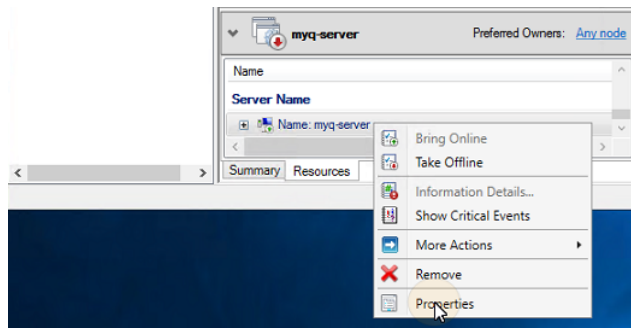 myq-server Preferred Owners: Any node
Name
Server Name
Name: myq-server
Bring Online
Take Offline
Summary Resources
Information Details...
Show Critical Events
More Actions
Remove
Properties